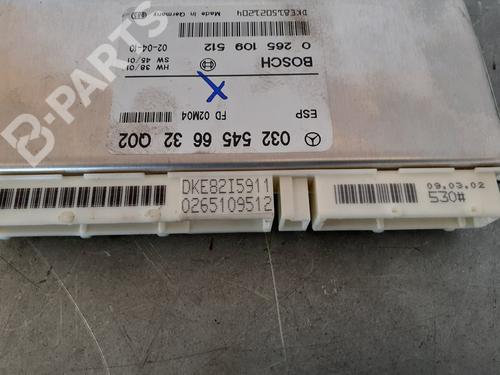 032 545 66 32 Q02
ESP FD 02M04
BOSCH HW 38/01
SW 45/01
0 265 109 512 02-04-10
DKE815021204 Made in Germany
DKE82I5911
0265109512
09.03.02
530#
B-PARTS